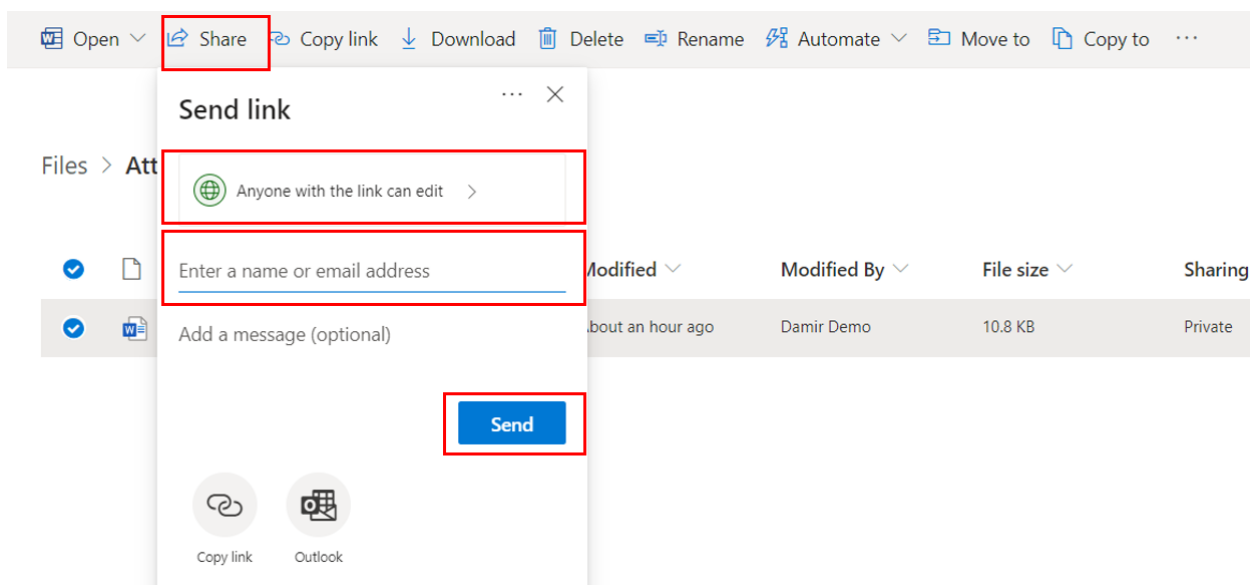 Open Share Copy link Download Delete Rename Automate Move to Copy to ...
Send link
...
Files > Att
Anyone with the link can edit
Enter a name or email address
Modified Modified By File size Sharing
Add a message (optional)
About an hour ago Damir Demo 10.8 KB Private
Send
Copy link Outlook